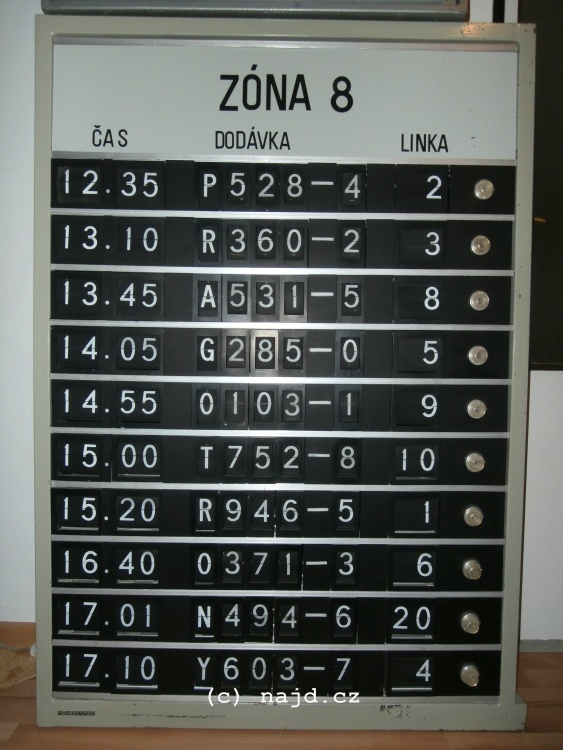 ZÓNA 8
ČAS DODÁVKA LINKA
12.35 P528–4 2
13.10 R360–2 3
13.45 A531–5 8
14.05 G285–0 5
14.55 0103–1 9
15.00 T752–8 10
15.20 R946–5 1
16.40 0371–3 6
17.01 N494–6 20
17.10 Y603–7 4
(c) najd.cz